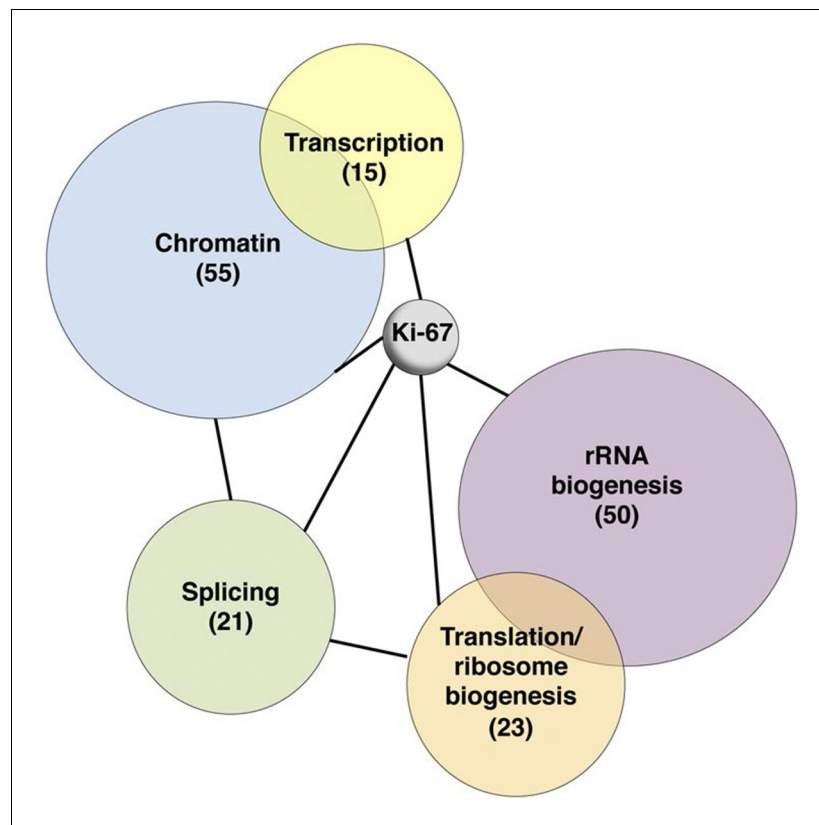 Transcription
(15)
Chromatin
(55)
Ki-67
rRNA
biogenesis
(50)
Splicing
(21)
Translation/
ribosome
biogenesis
(23)